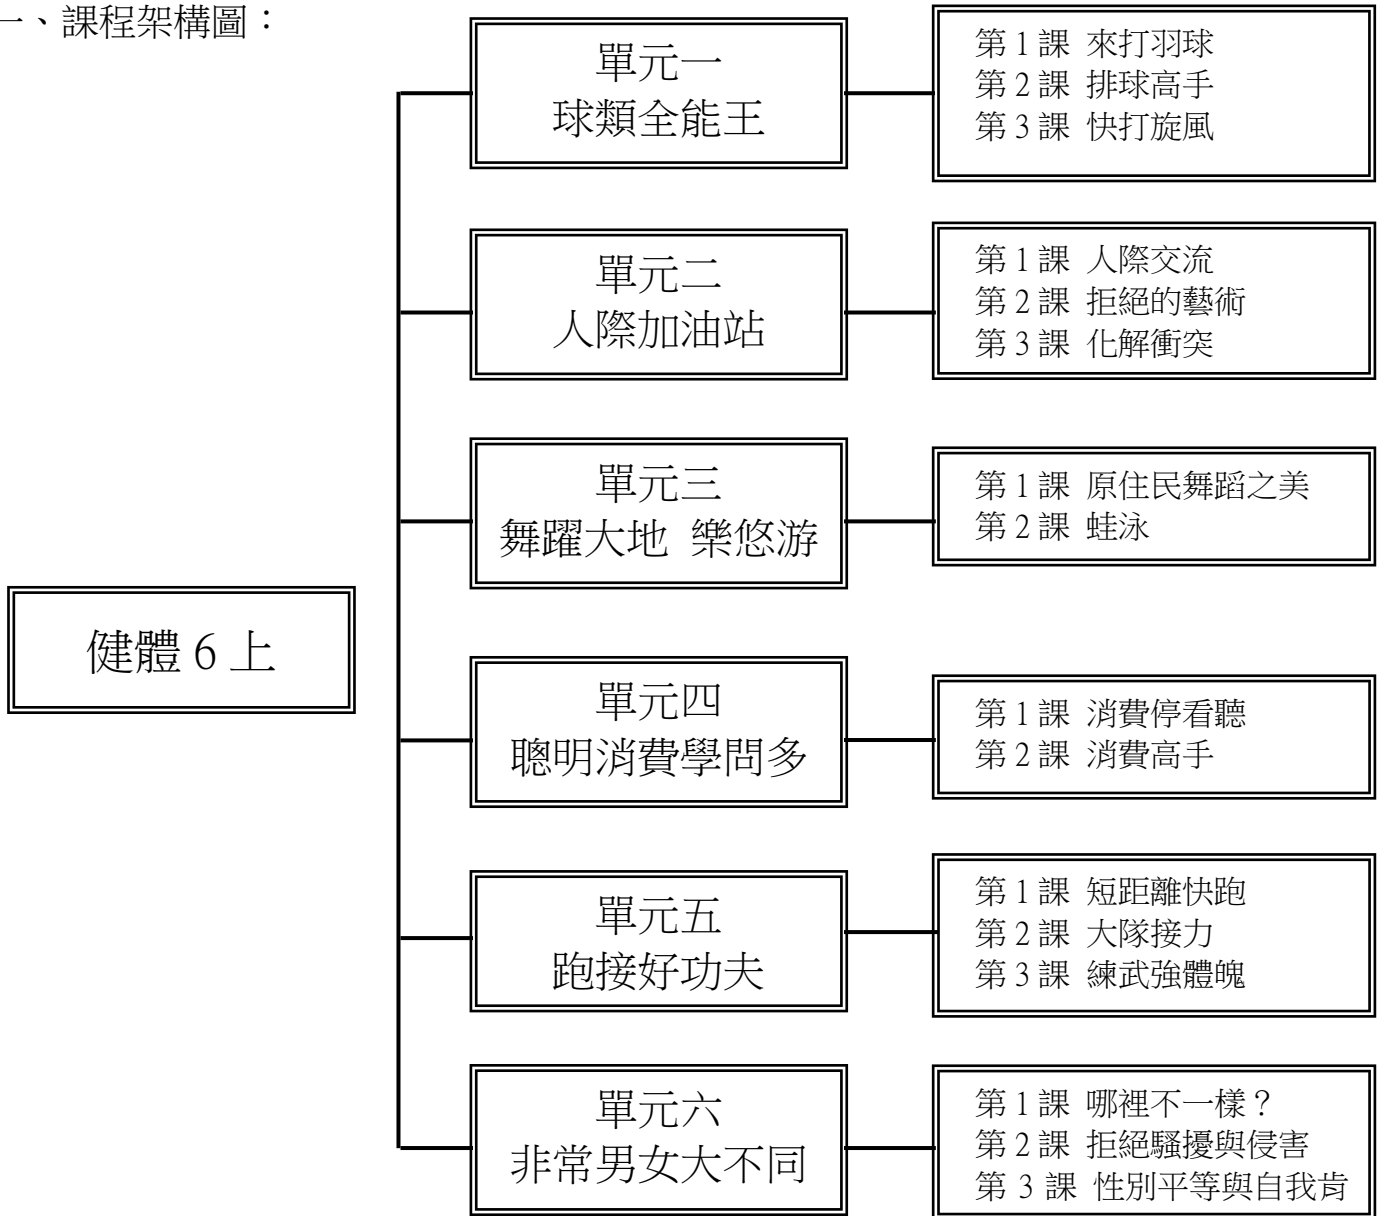 一、課程架構圖：
單元一
球類全能王
第 1 課 來打羽球
第 2 課 排球高手
第 3 課 快打旋風
單元二
人際加油站
第 1 課 人際交流
第 2 課 拒絕的藝術
第 3 課 化解衝突
單元三
舞躍大地 樂悠游
第 1 課 原住民舞蹈之美
第 2 課 蛙泳
健體 6 上
單元四
聰明消費學問多
第 1 課 消費停看聽
第 2 課 消費高手
單元五
跑接好功夫
第 1 課 短距離快跑
第 2 課 大隊接力
第 3 課 練武強體魄
單元六
非常男女大不同
第 1 課 哪裡不一樣？
第 2 課 拒絕騷擾與侵害
第 3 課 性別平等與自我肯